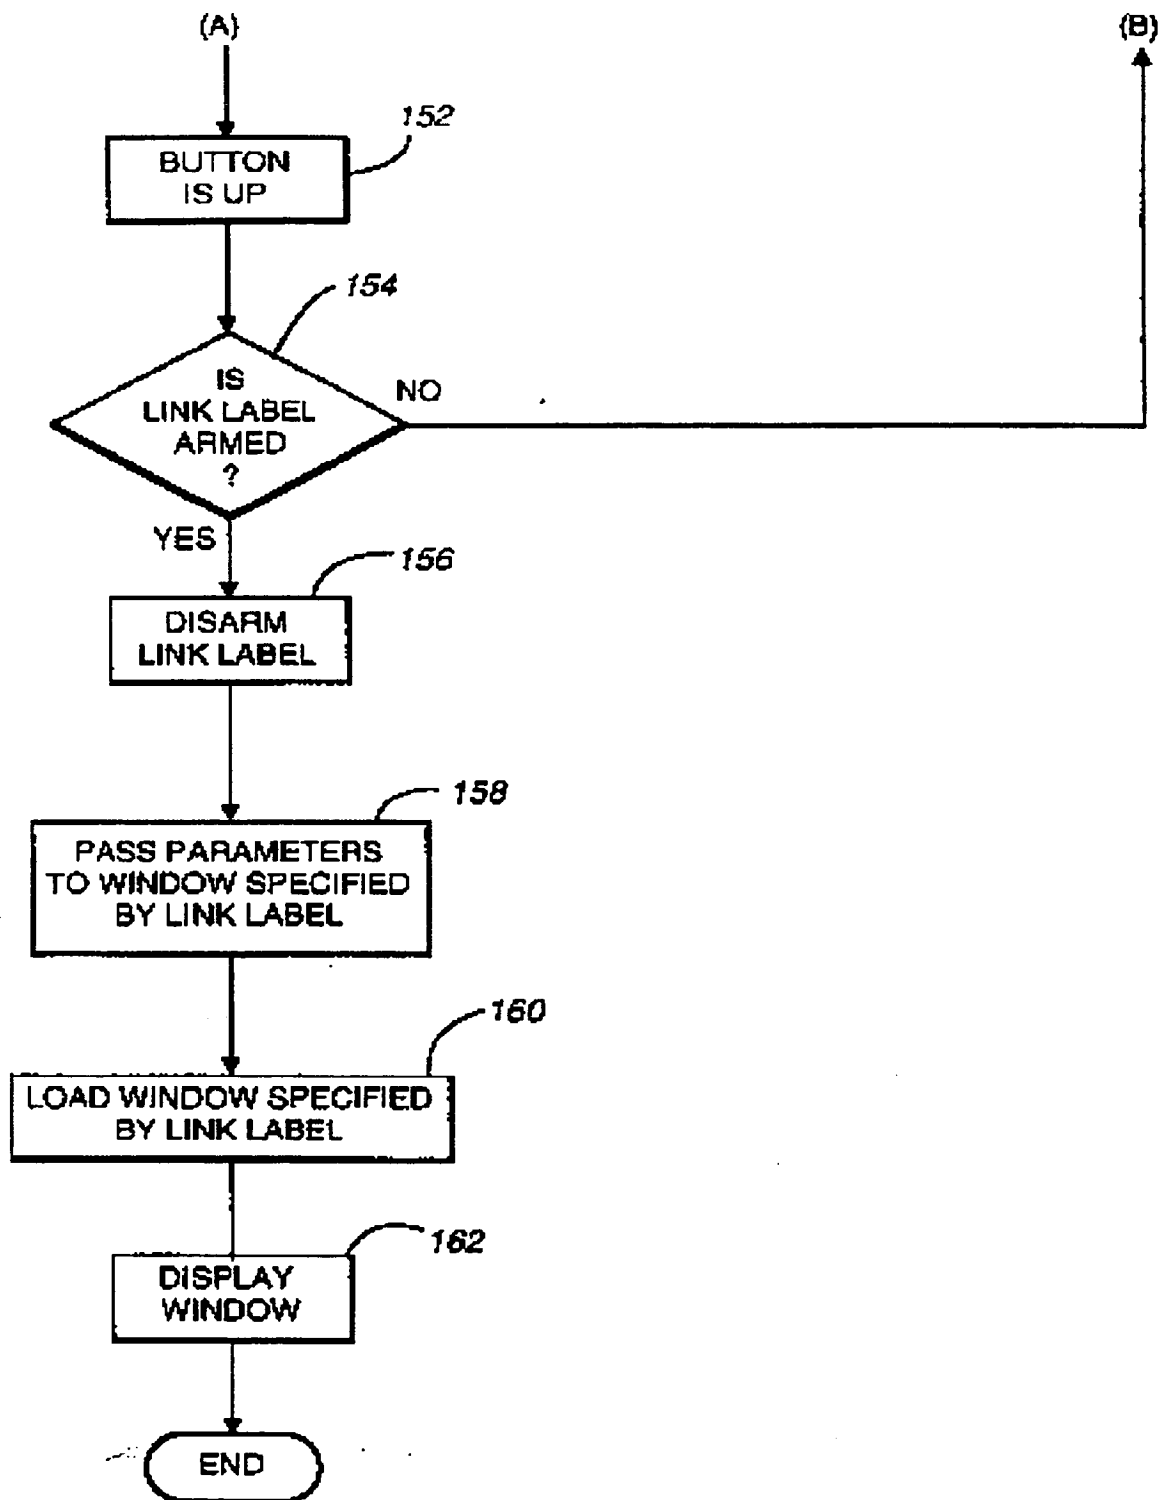 (A)
(B)
152
BUTTON
IS UP
154
IS
LINK LABEL
ARMED
?
NO
YES
156
DISARM
LINK LABEL
158
PASS PARAMETERS
TO WINDOW SPECIFIED
BY LINK LABEL
160
LOAD WINDOW SPECIFIED
BY LINK LABEL
162
DISPLAY
WINDOW
END